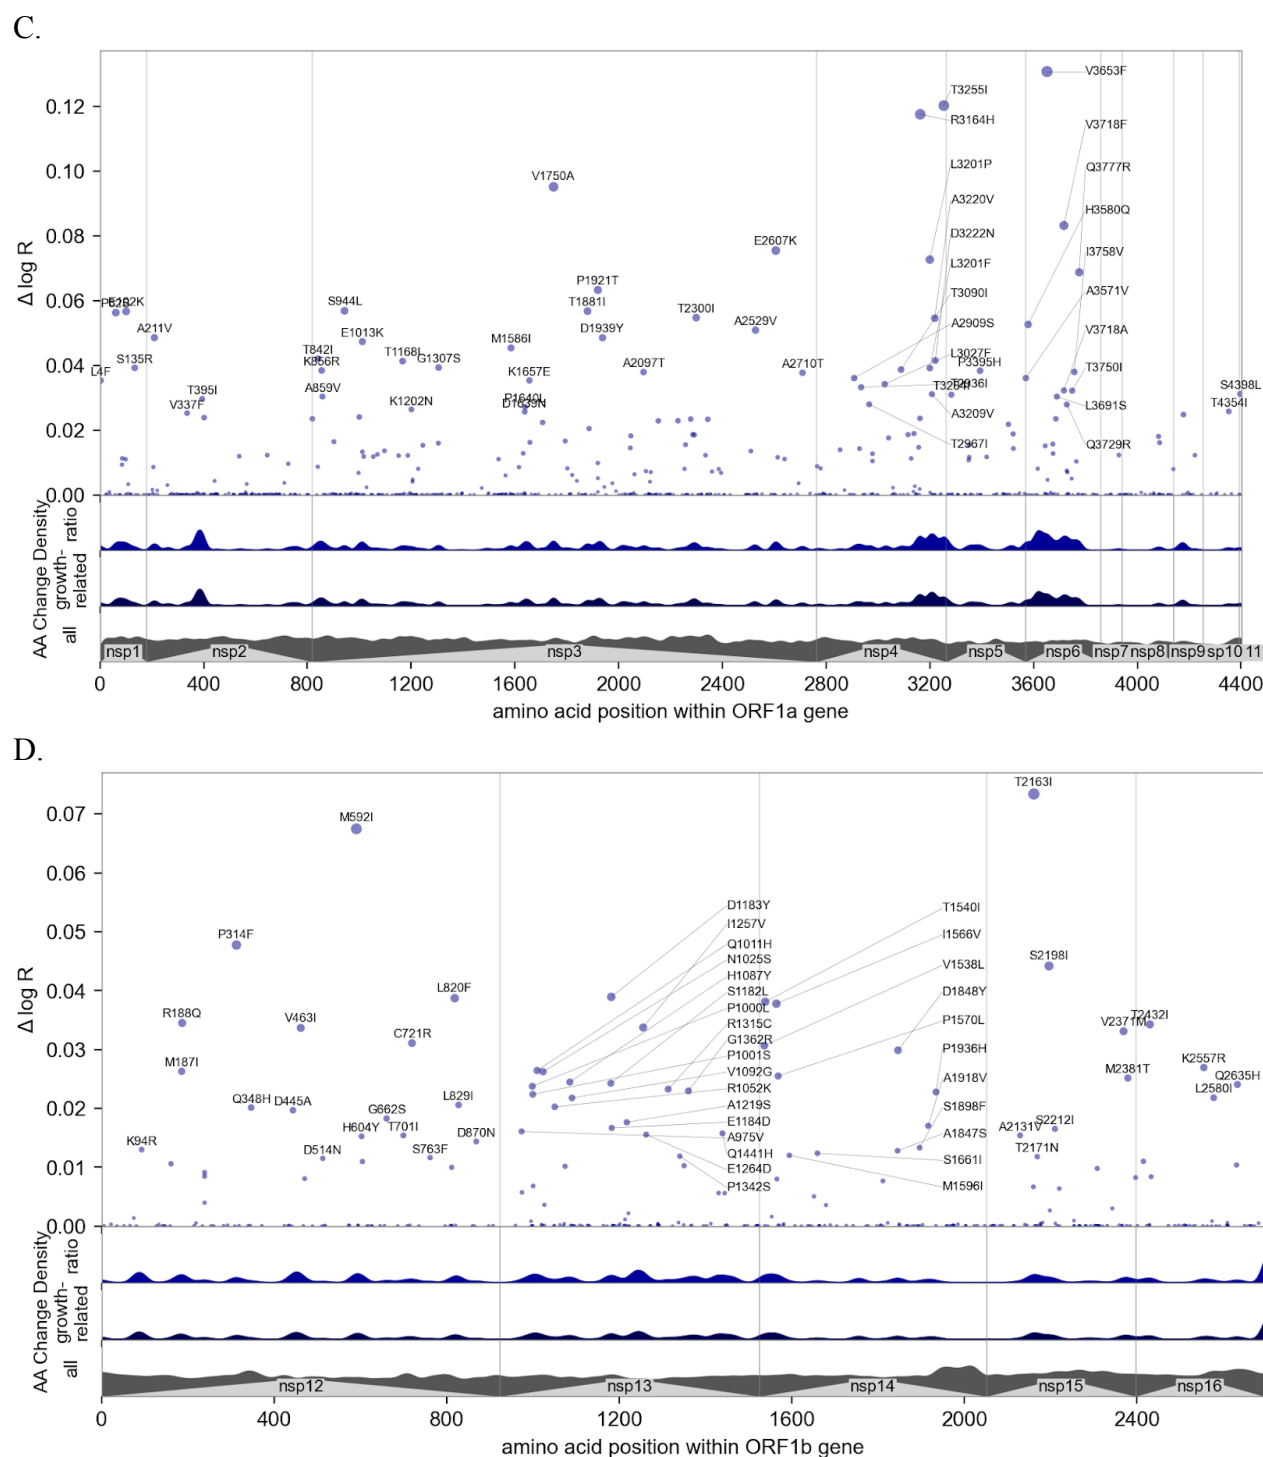 C.
V3653F
T3255I
0.12
R3164H
V3718F
L3201P
Q3777R
0.10
V1750A
A3220V
H3580Q
D3222N
0.08
E2607K
I3758V
L3201F
P1921T
A3571V
T3090I
0.06
S944L
T1881I
T2300I
A2909S
V3718A
A211V
E1013K
D1939Y
A2529V
M1586I
L3027F
P3395H
T3750I
S135R
T842I
K856R
T1168I
G1307S
A2097T
A2710T
0.04
L4F
K1657E
S4398L
T395I
A859V
A3209V
L3691S
T4354I
V337F
K1202N
T2967I
Q3729R
0.02
0.00
Δ log R
AA Change Density
ratio
growth-
related
all
nsp1 nsp2 nsp3 nsp4 nsp5 nsp6 nsp7 nsp8 nsp9 sp10 11
0 400 800 1200 1600 2000 2400 2800 3200 3600 4000 4400
amino acid position within ORF1a gene
D.
T2163I
0.07
M592I
0.06
D1183Y
T1540I
I1257V
0.05
P314F
I1566V
Q1011H
N1025S
S2198I
V1538L
H1087Y
L820F
S1182L
D1848Y
0.04
R188Q
P1000L
V463I
P1570L
R1315C
V2371M
T2432I
C721R
G1362R
0.03
P1001S
P1936H
M187I
V1092G
M2381T
K2557R
R1052K
A1918V
Q2635H
Q348H
D445A
L829I
A1219S
S1898F
L2580I
0.02
G662S
E1184D
H604Y
T701I
A975V
A1847S
A2131V
S2212I
K94R
D870N
Q1441H
D514N
S763F
E1264D
S1661I
T2171N
0.01
P1342S
M1596I
0.00
Δ log R
AA Change Density
ratio
growth-
related
all
nsp12 nsp13 nsp14 nsp15 nsp16
0 400 800 1200 1600 2000 2400
amino acid position within ORF1b gene